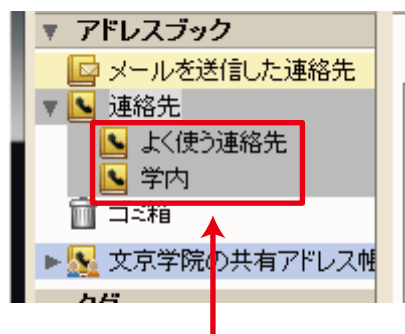 アドレスブック
メールを送信した連絡先
連絡先
よく使う連絡先
学内
ゴミ箱
文京学院の共有アドレス帳
タグ